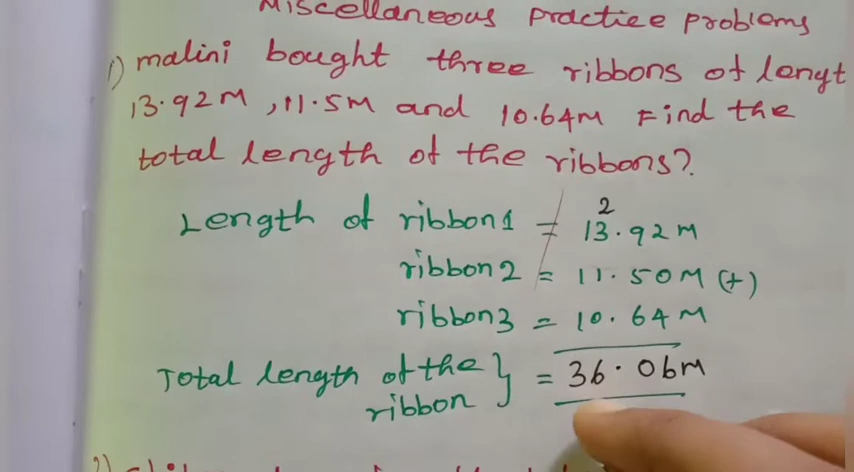 Miscellaneous practice problems
1) malini bought three ribbons of lengt
13.92M, 11.5M and 10.64M Find the
total length of the ribbons?
2
Length of ribbon1 = 13.92M
ribbon2 = 11.50M (+)
ribbon3 = 10.64M
Total length of the } = 36.06m
ribbon
2)